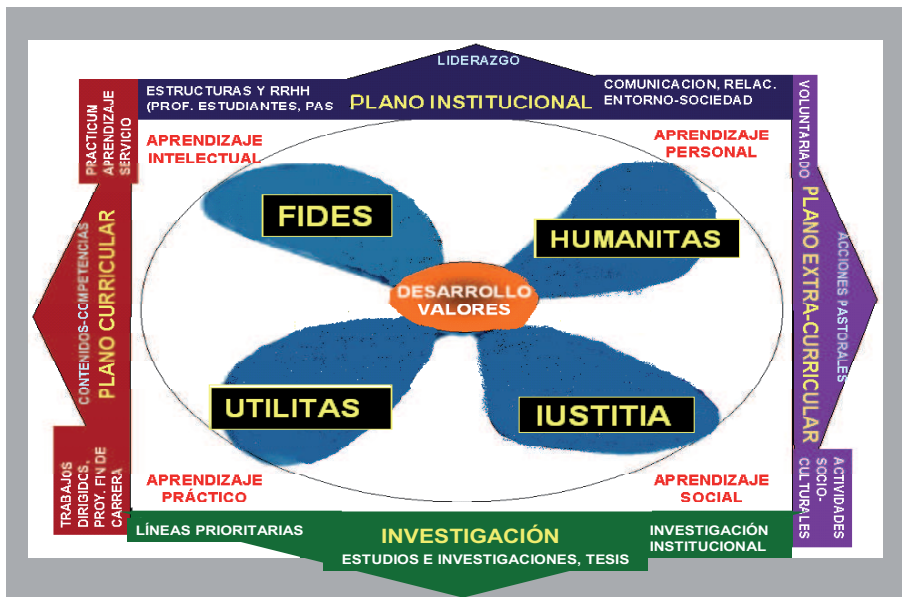 LIDERAZGO
ESTRUCTURAS Y RRHH
(PROF. ESTUDIANTES, PAS
PLANO INSTITUCIONAL
COMUNICACION, RELAC.
ENTORNO-SOCIEDAD
PRACTICUN
APRENDIZAJE
SERVICIO
CONTENIDOS-COMPETENCIAS
PLANO CURRICULAR
TRABAJOS
DIRIGIDOS,
PROY. FIN DE
CARRERA
APRENDIZAJE
INTELECTUAL
APRENDIZAJE
PERSONAL
FIDES
HUMANITAS
DESARROLLO
VALORES
UTILITAS
IUSTITIA
APRENDIZAJE
PRÁCTICO
APRENDIZAJE
SOCIAL
VOLUNTARIADO
PLANO EXTRA-CURRICULAR
ACCIONES PASTORALES
ACTIVIDADES
SOCIO-
CULTURALES
LÍNEAS PRIORITARIAS
INVESTIGACIÓN
ESTUDIOS E INVESTIGACIONES, TESIS
INVESTIGACIÓN
INSTITUCIONAL